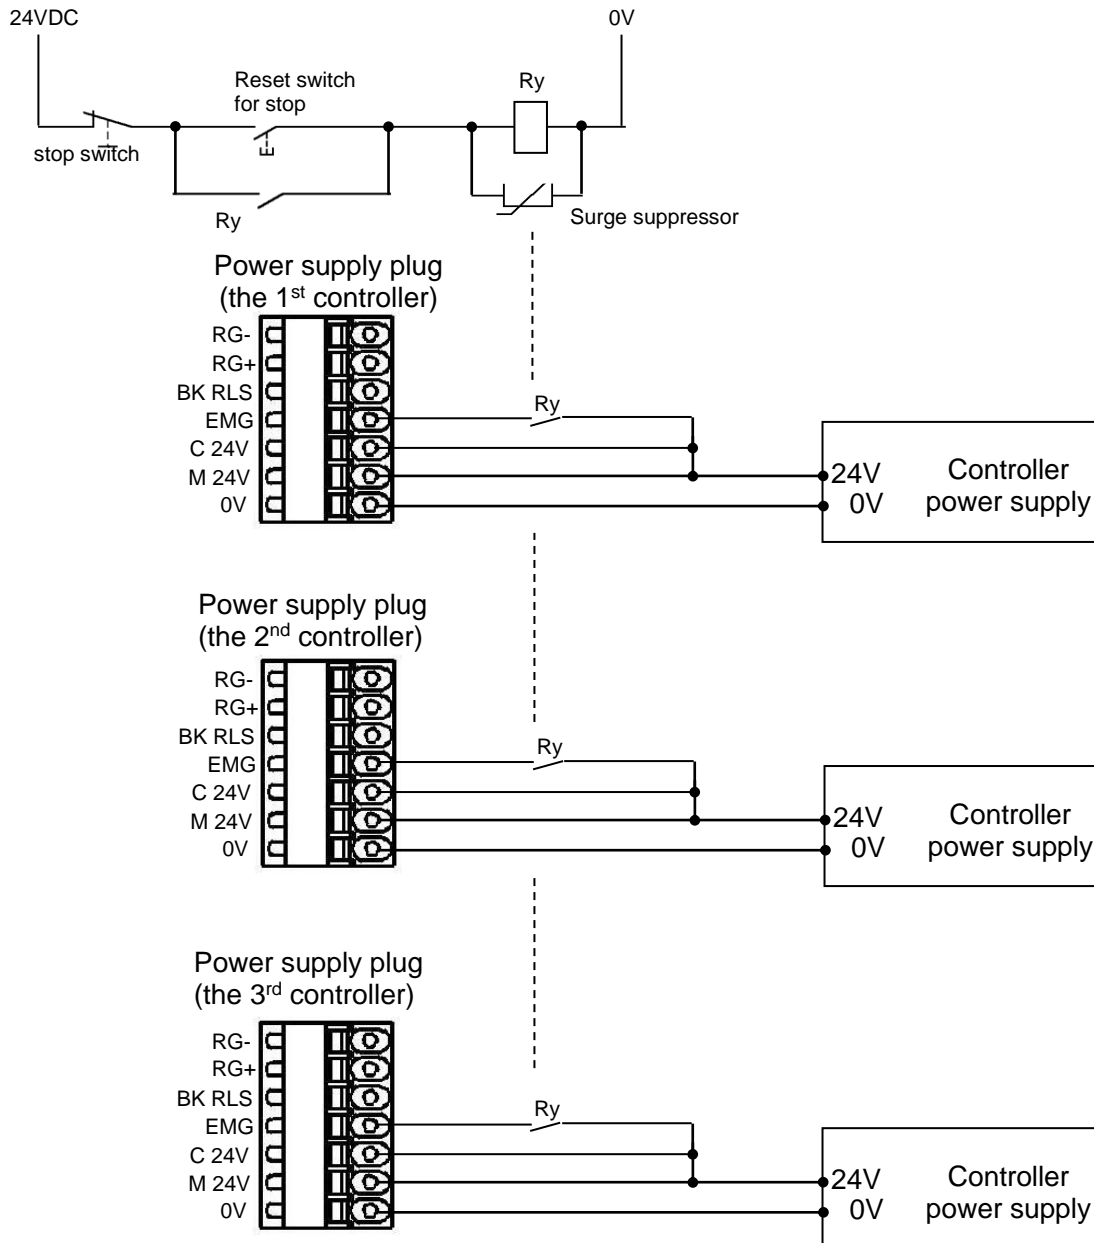 24VDC
0V
Reset switch
for stop
Ry
stop switch
Ry
Surge suppressor
Power supply plug
(the 1st controller)
RG-
RG+
BK RLS
EMG
C 24V
M 24V
0V
Ry
24V
0V
Controller
power supply
Power supply plug
(the 2nd controller)
RG-
RG+
BK RLS
EMG
C 24V
M 24V
0V
Ry
24V
0V
Controller
power supply
Power supply plug
(the 3rd controller)
RG-
RG+
BK RLS
EMG
C 24V
M 24V
0V
Ry
24V
0V
Controller
power supply